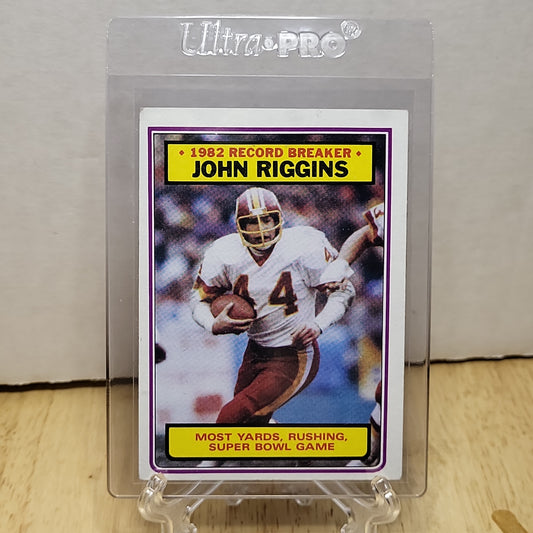 Ultra PRO
• 1982 RECORD BREAKER •
JOHN RIGGINS
44
MOST YARDS, RUSHING,
SUPER BOWL GAME